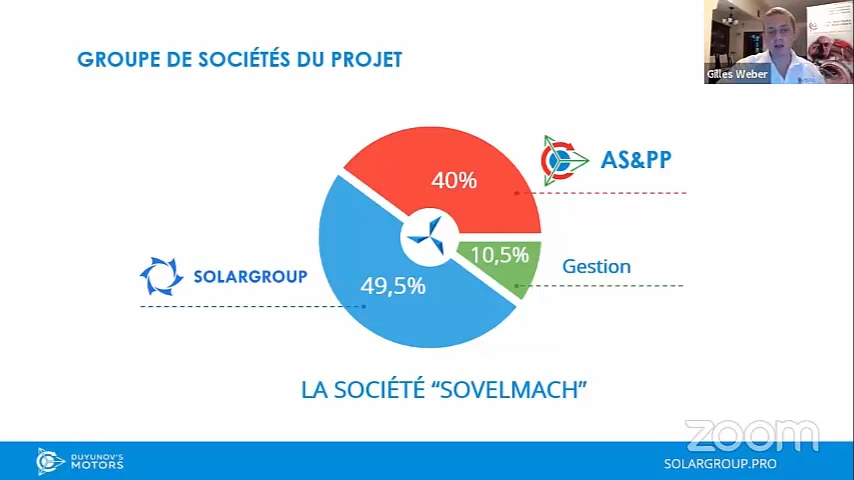 GROUPE DE SOCIÉTÉS DU PROJET
Gilles Weber
40%
AS&PP
10,5%
Gestion
SOLARGROUP
49,5%
LA SOCIÉTÉ “SOVELMACH”
zoom
DUYUNOV'S
MOTORS
SOLARGROUP.PRO